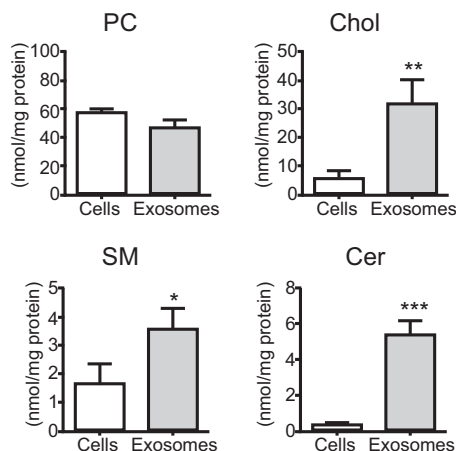 PC
(nmol/mg protein)
100
80
60
40
20
0
Cells Exosomes
Chol
(nmol/mg protein)
50
40
30
20
10
0
**
Cells Exosomes
SM
(nmol/mg protein)
5
4
3
2
1
0
*
Cells Exosomes
Cer
(nmol/mg protein)
8
6
4
2
0
***
Cells Exosomes